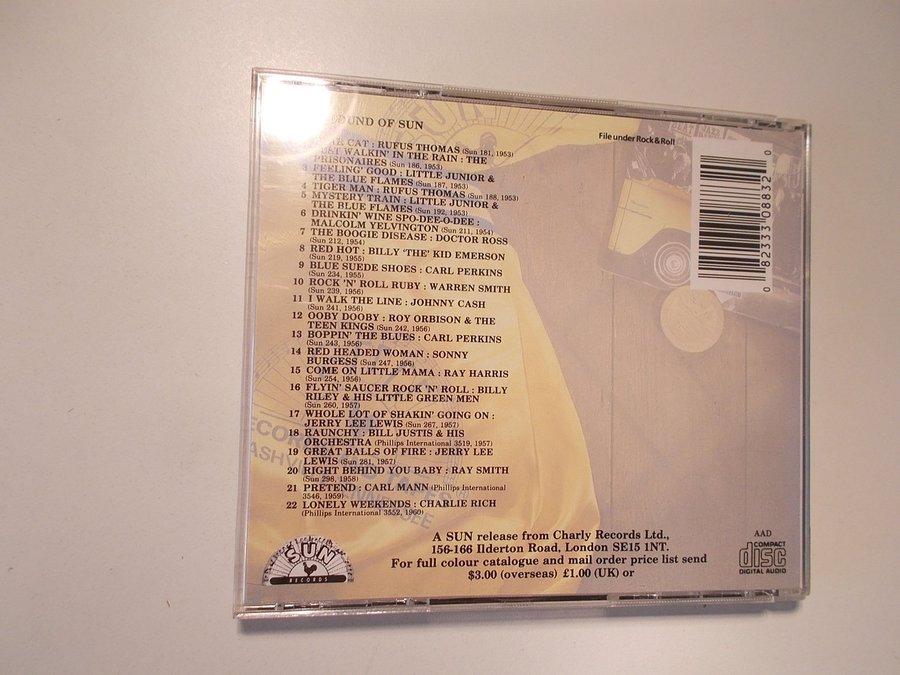 OUND OF SUN
File under Rock & Roll
CAT : RUFUS THOMAS (Sun 181, 1953)
WALKIN' IN THE RAIN : THE
PRISONAIRES (Sun 186, 1953)
3 FEELING' GOOD : LITTLE JUNIOR &
THE BLUE FLAMES (Sun 187, 1953)
4 TIGER MAN : RUFUS THOMAS (Sun 188, 1953)
5 MYSTERY TRAIN : LITTLE JUNIOR &
THE BLUE FLAMES (Sun 192, 1953)
6 DRINKIN' WINE SPO-DEE-O-DEE :
MALCOLM YELVINGTON (Sun 211, 1954)
7 THE BOOGIE DISEASE : DOCTOR ROSS
(Sun 212, 1954)
8 RED HOT : BILLY 'THE' KID EMERSON
(Sun 219, 1955)
9 BLUE SUEDE SHOES : CARL PERKINS
(Sun 234, 1955)
10 ROCK 'N' ROLL RUBY : WARREN SMITH
(Sun 239, 1956)
11 I WALK THE LINE : JOHNNY CASH
(Sun 241, 1956)
12 OOBY DOOBY : ROY ORBISON & THE
TEEN KINGS (Sun 242, 1956)
13 BOPPIN' THE BLUES : CARL PERKINS
(Sun 243, 1956)
14 RED HEADED WOMAN : SONNY
BURGESS (Sun 247, 1956)
15 COME ON LITTLE MAMA : RAY HARRIS
(Sun 254, 1956)
16 FLYIN' SAUCER ROCK 'N' ROLL : BILLY
RILEY & HIS LITTLE GREEN MEN
(Sun 260, 1957)
17 WHOLE LOT OF SHAKIN' GOING ON :
JERRY LEE LEWIS (Sun 267, 1957)
18 RAUNCHY : BILL JUSTIS & HIS
ORCHESTRA (Phillips International 3519, 1957)
19 GREAT BALLS OF FIRE : JERRY LEE
LEWIS (Sun 281, 1957)
20 RIGHT BEHIND YOU BABY : RAY SMITH
(Sun 298, 1958)
21 PRETEND : CARL MANN (Phillips International
3546, 1959)
22 LONELY WEEKENDS : CHARLIE RICH
(Phillips International 3552, 1960)
A SUN release from Charly Records Ltd.,
156-166 Ilderton Road, London SE15 1NT.
For full colour catalogue and mail order price list send
$3.00 (overseas) £1.00 (UK) or
SUN
RECORDS
AAD
COMPACT
disc
DIGITAL AUDIO
0 82333 08832 0